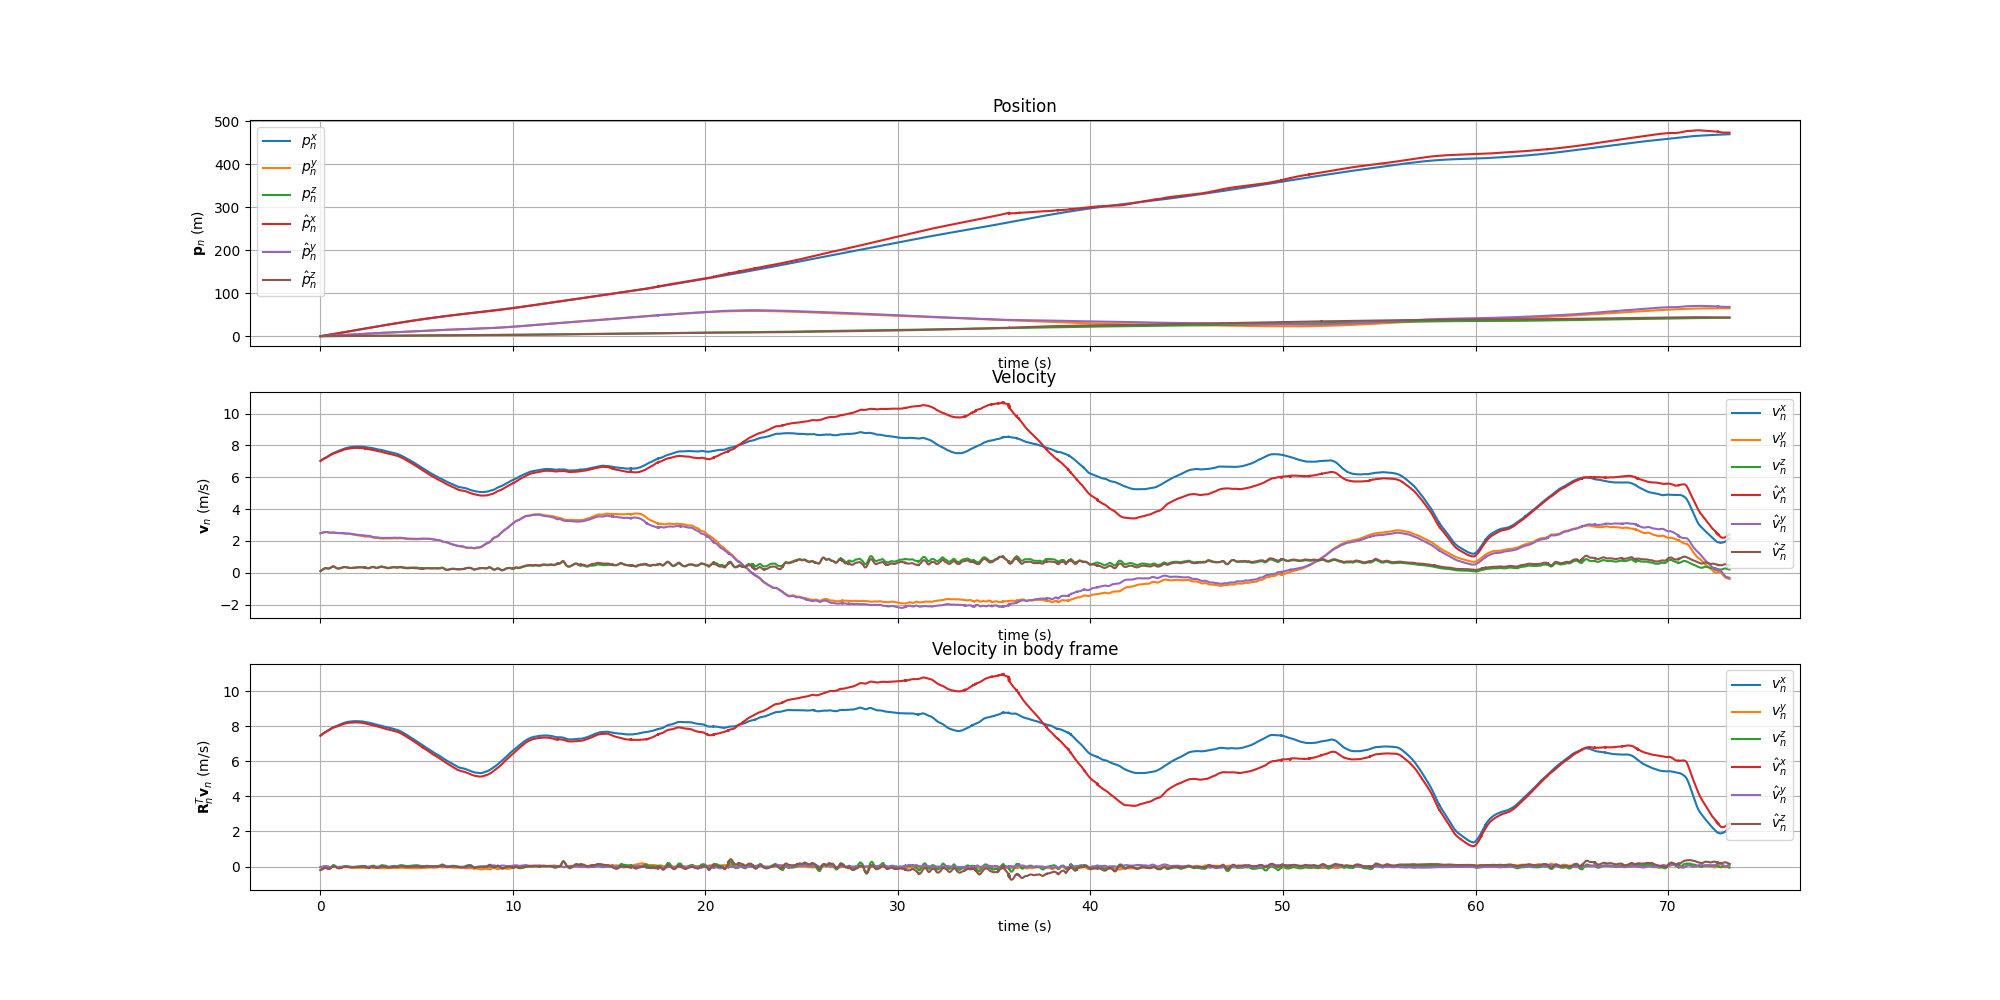 Position
500
400
300
200
100
0
p_n (m)
p_n^x
p_n^y
p_n^z
p̂_n^x
p̂_n^y
p̂_n^z
time (s)
Velocity
10
8
6
4
2
0
−2
v_n (m/s)
v_n^x
v_n^y
v_n^z
v̂_n^x
v̂_n^y
v̂_n^z
time (s)
Velocity in body frame
10
8
6
4
2
0
R_n^T v_n (m/s)
v_n^x
v_n^y
v_n^z
v̂_n^x
v̂_n^y
v̂_n^z
0 10 20 30 40 50 60 70
time (s)